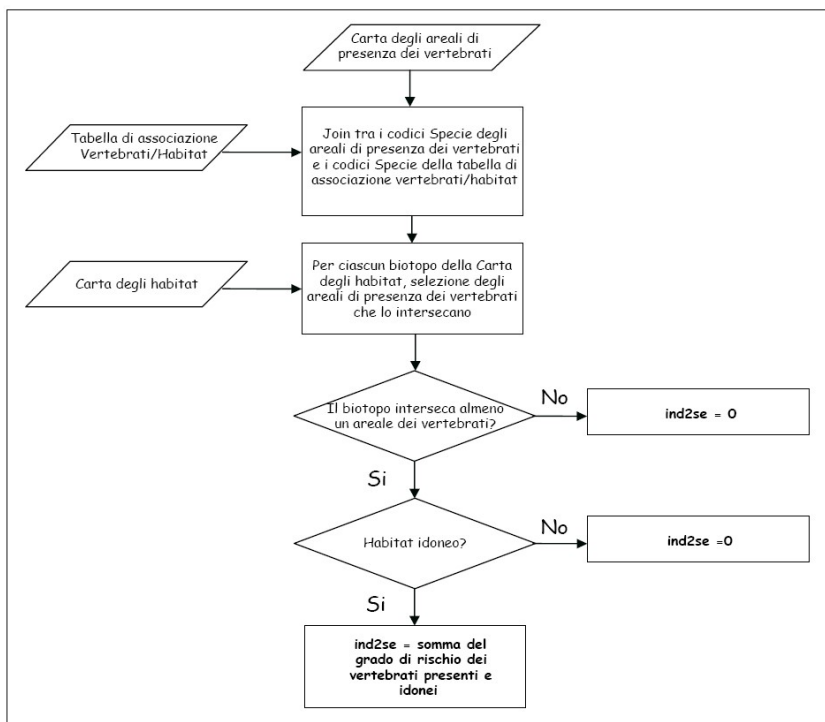 Carta degli areali di
presenza dei vertebrati
Tabella di associazione
Vertebrati/Habitat
Join tra i codici Specie degli
areali di presenza dei vertebrati
e i codici Specie della tabella di
associazione vertebrati/habitat
Carta degli habitat
Per ciascun biotopo della Carta
degli habitat, selezione degli
areali di presenza dei vertebrati
che lo intersecano
Il biotopo interseca almeno
un areale dei vertebrati?
No
ind2se = 0
Si
Habitat idoneo?
No
ind2se =0
Si
ind2se = somma del
grado di rischio dei
vertebrati presenti e
idonei